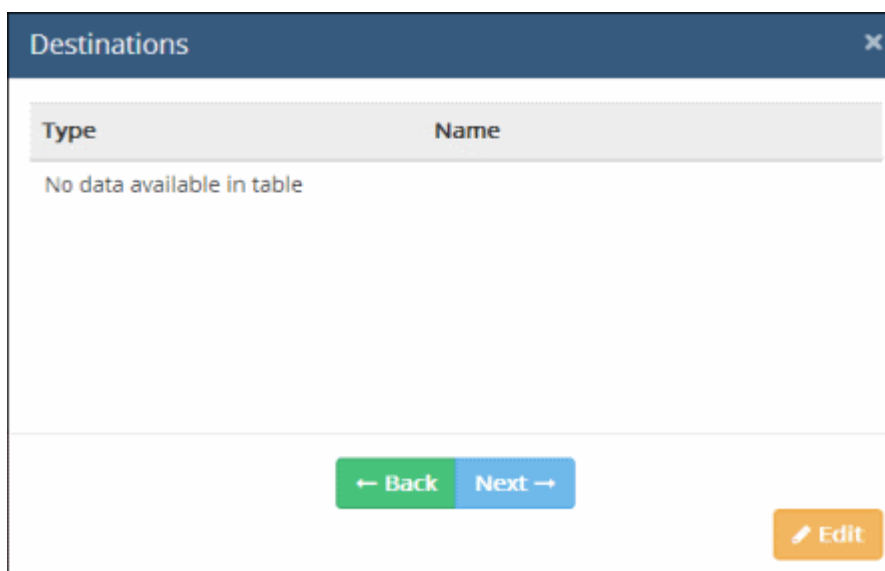 Destinations ×
Type Name
No data available in table
← Back Next →
Edit